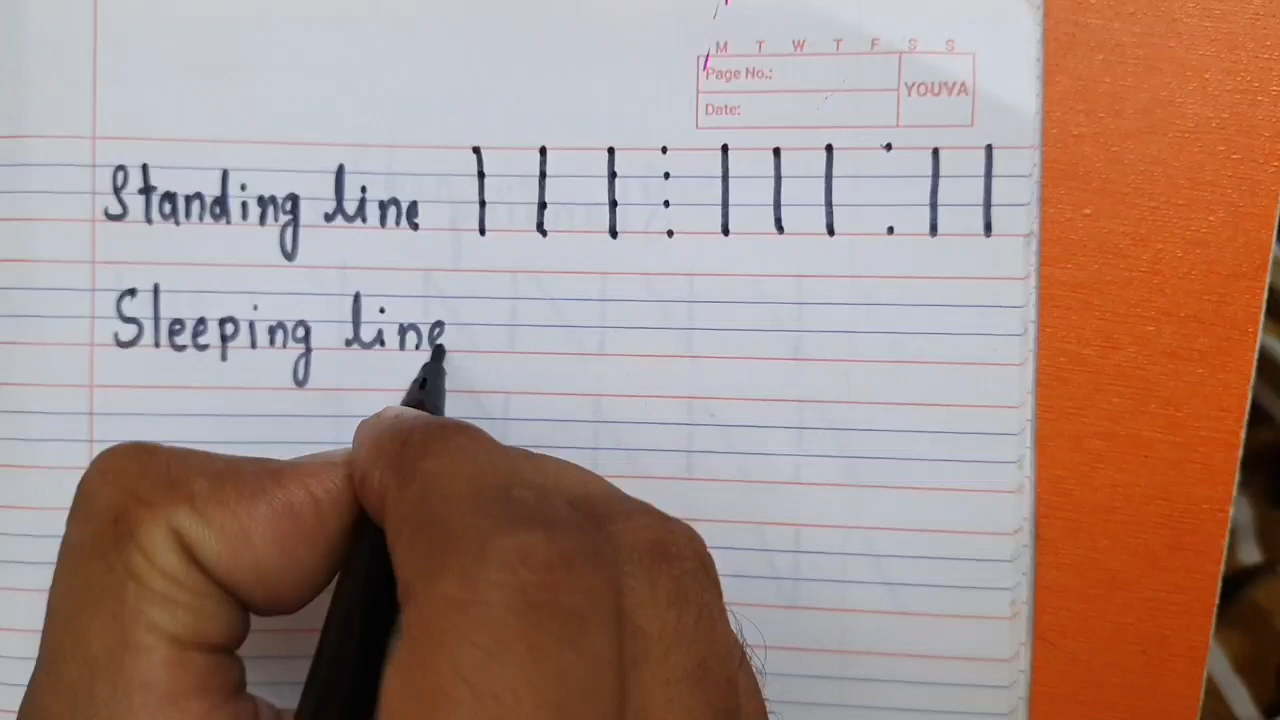 M T W T F S S
Page No.:
YOUVA
Date:
Standing line
Sleeping line